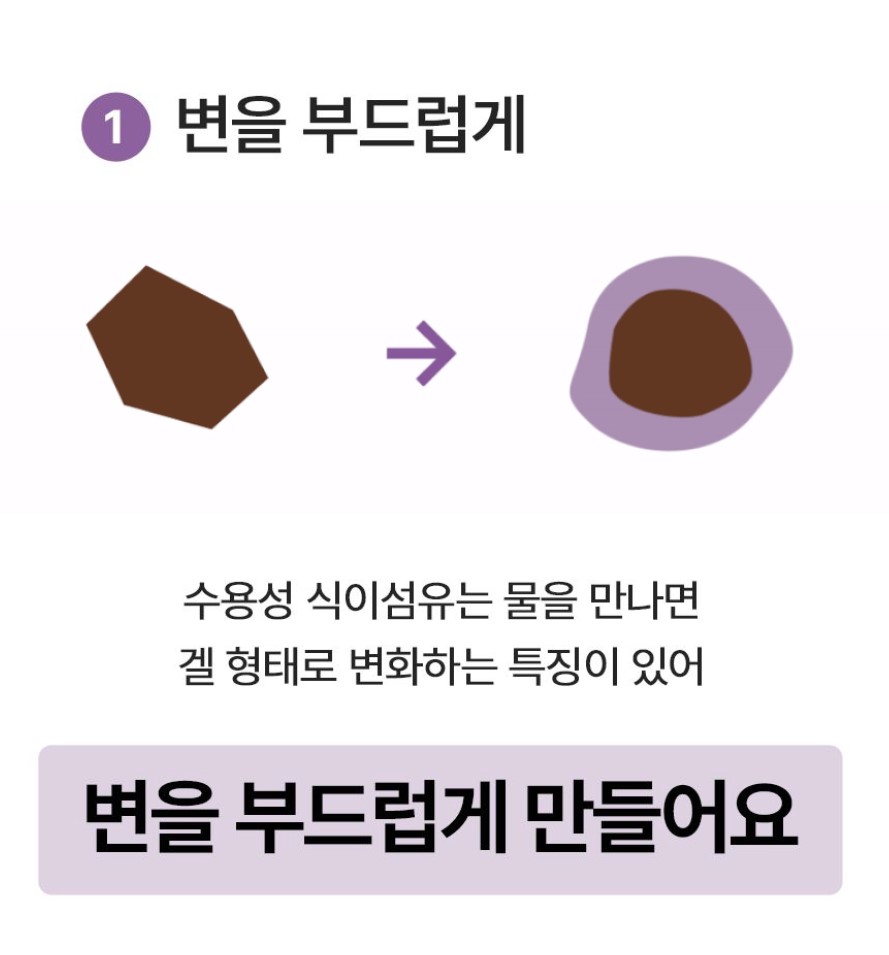 1 변을 부드럽게
수용성 식이섬유는 물을 만나면
겔 형태로 변화하는 특징이 있어
변을 부드럽게 만들어요